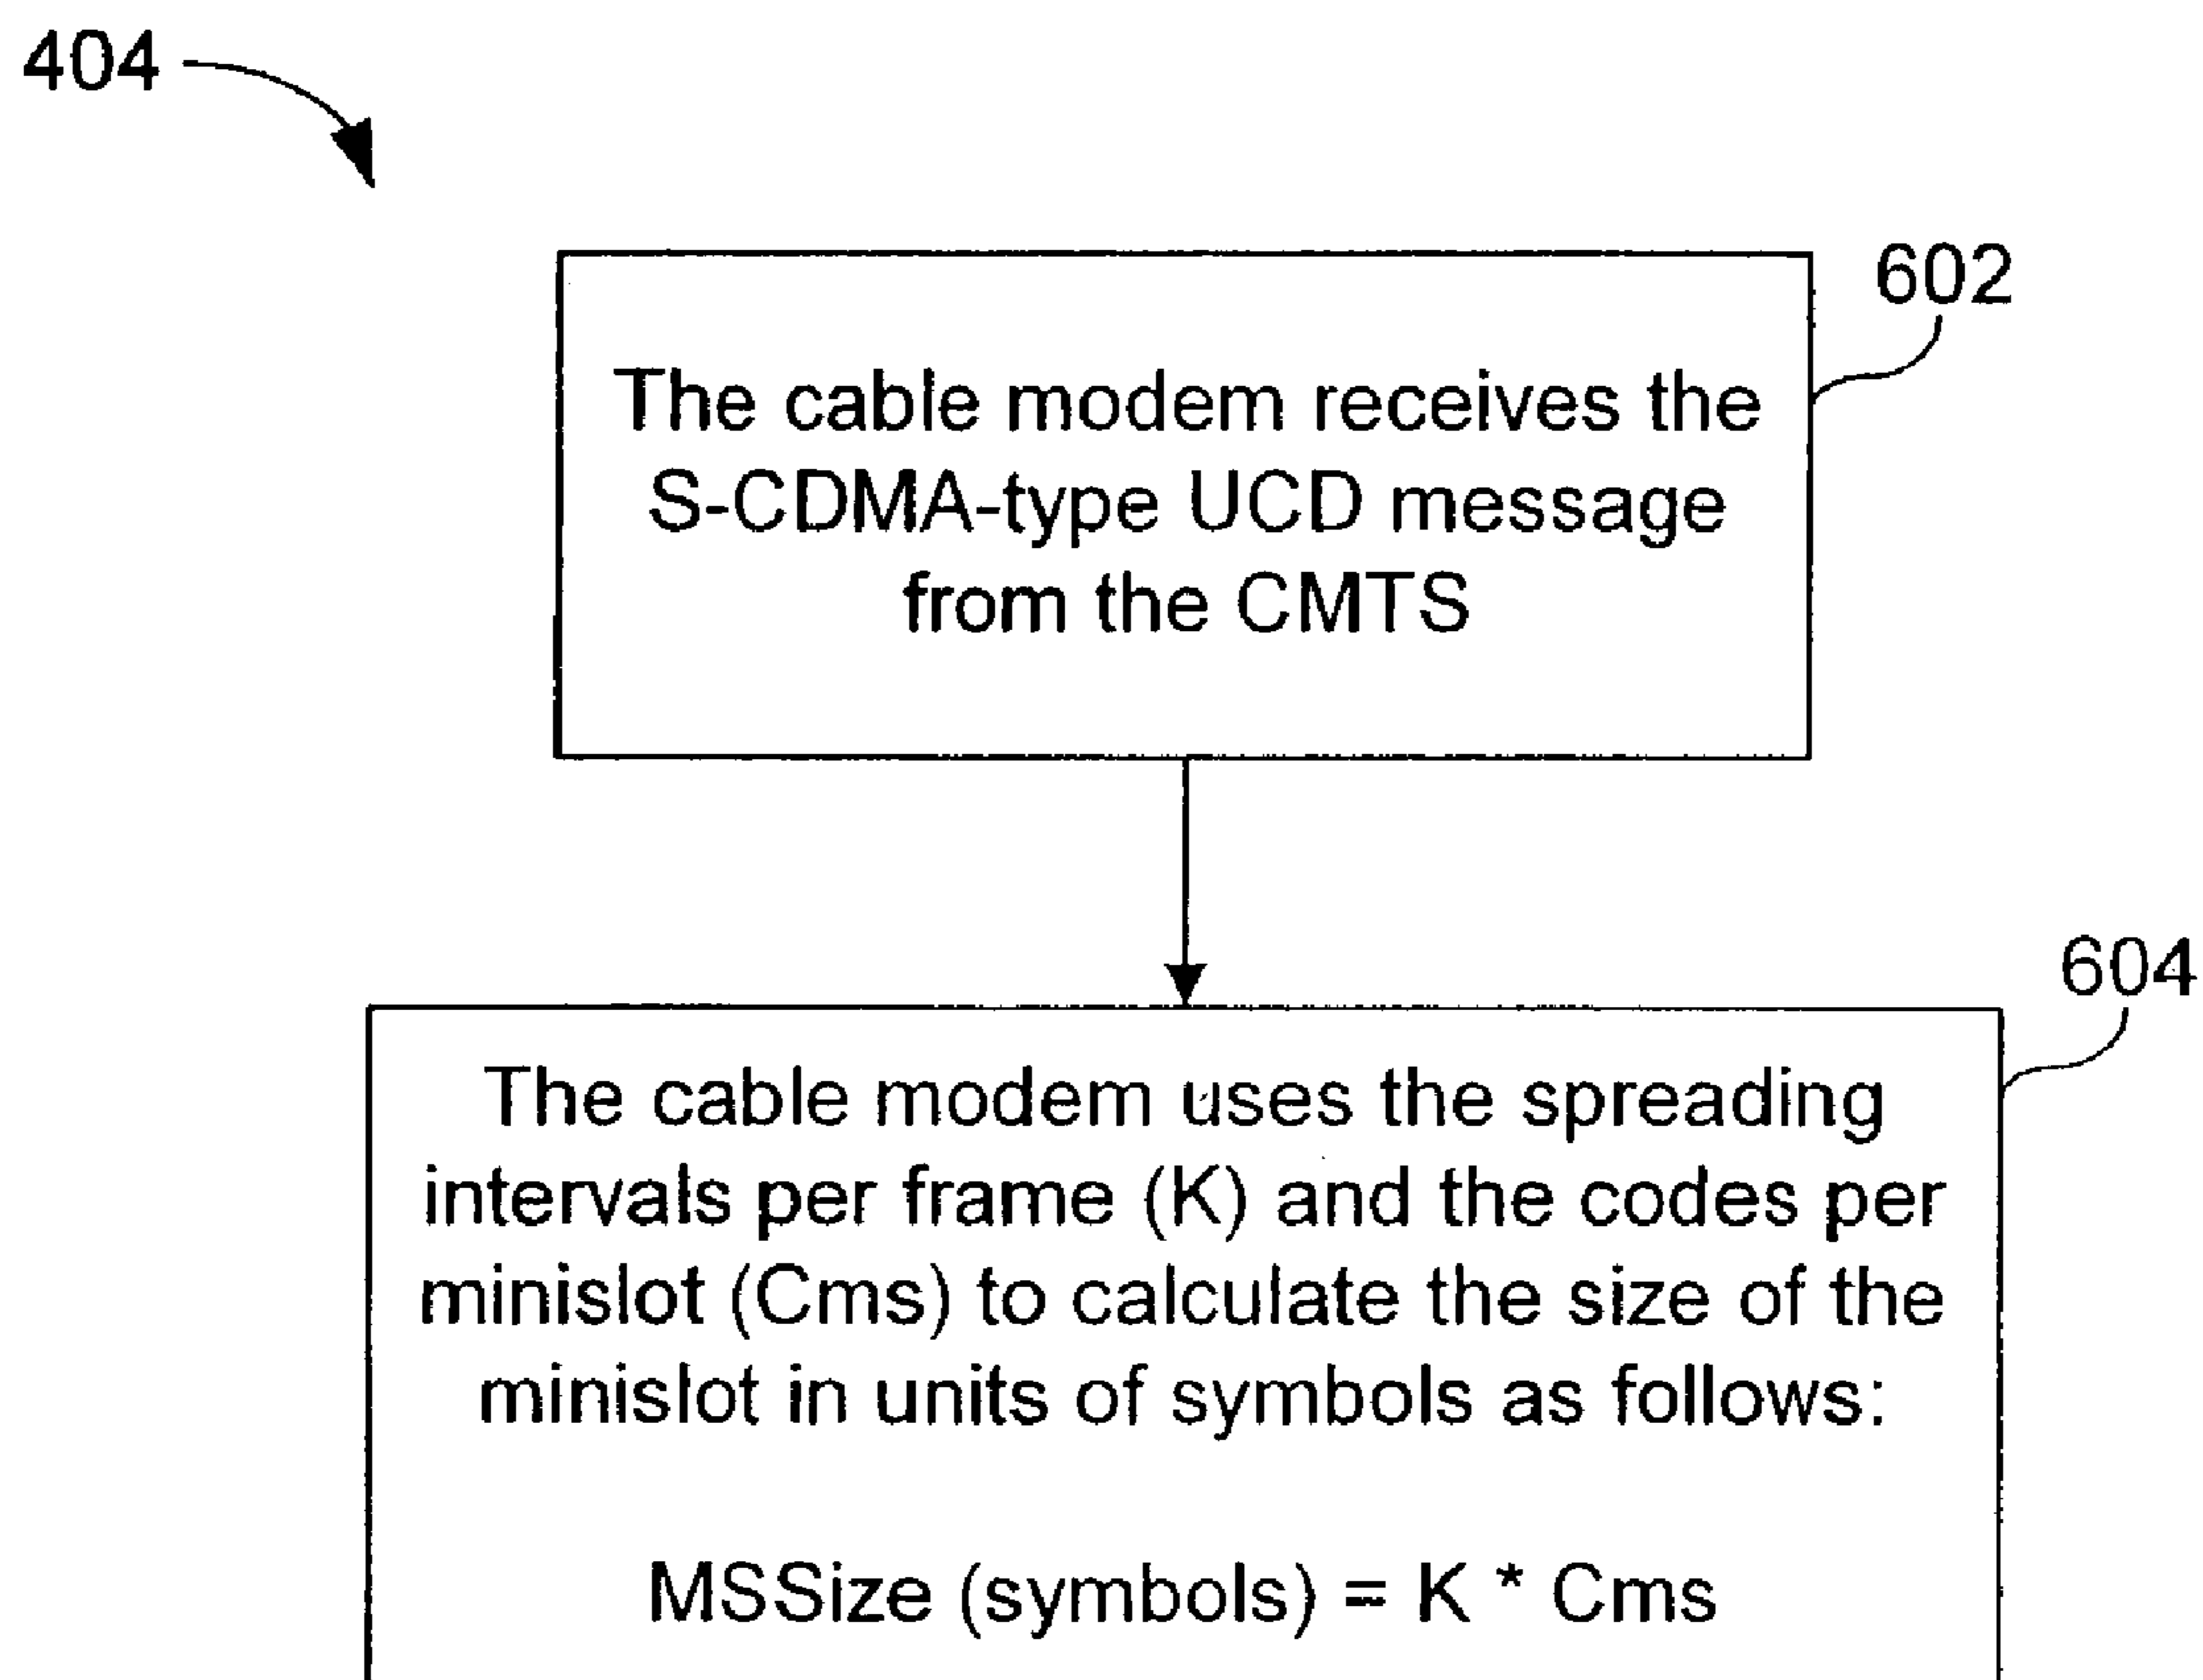 404
602
The cable modem receives the
S-CDMA-type UCD message
from the CMTS
604
The cable modem uses the spreading
intervals per frame (K) and the codes per
minislot (Cms) to calculate the size of the
minislot in units of symbols as follows:
MSSize (symbols) = K * Cms